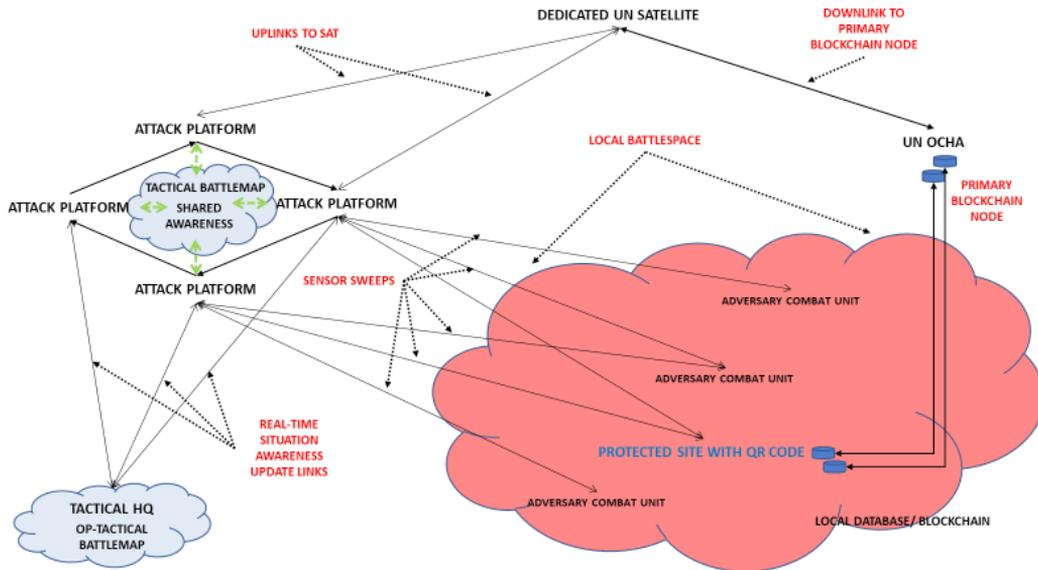 DEDICATED UN SATELLITE
DOWNLINK TO
PRIMARY
BLOCKCHAIN NODE
UPLINKS TO SAT
ATTACK PLATFORM
UN OCHA
LOCAL BATTLESPACE
TACTICAL BATTLEMAP
SHARED
AWARENESS
ATTACK PLATFORM
ATTACK PLATFORM
PRIMARY
BLOCKCHAIN
NODE
SENSOR SWEEPS
ATTACK PLATFORM
ADVERSARY COMBAT UNIT
ADVERSARY COMBAT UNIT
REAL-TIME
SITUATION
AWARENESS
UPDATE LINKS
PROTECTED SITE WITH QR CODE
ADVERSARY COMBAT UNIT
TACTICAL HQ
OP-TACTICAL
BATTLEMAP
LOCAL DATABASE/ BLOCKCHAIN